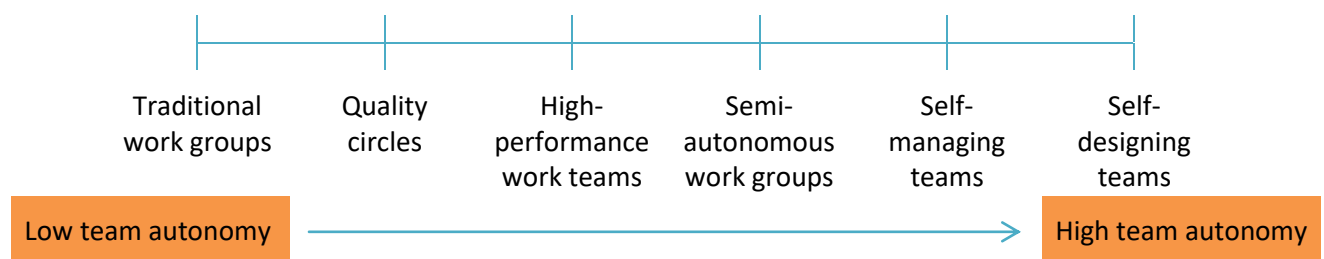 Traditional
work groups
Quality
circles
High-
performance
work teams
Semi-
autonomous
work groups
Self-
managing
teams
Self-
designing
teams
Low team autonomy
High team autonomy